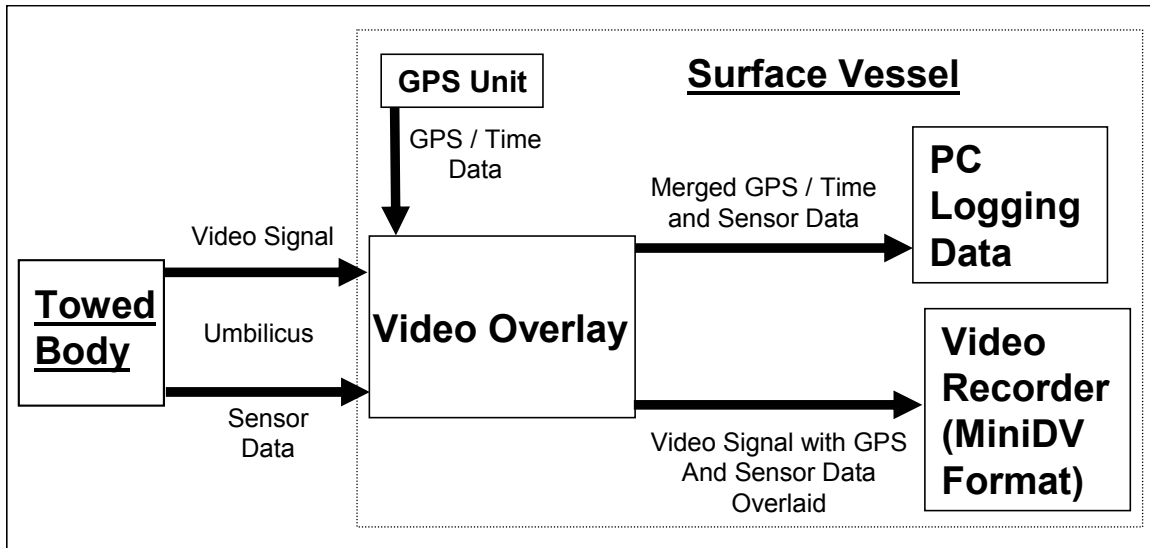 GPS Unit
Surface Vessel
GPS / Time
Data
PC
Logging
Data
Merged GPS / Time
and Sensor Data
Video Signal
Towed
Body
Umbilicus
Video Overlay
Sensor
Data
Video
Recorder
(MiniDV
Format)
Video Signal with GPS
And Sensor Data
Overlaid